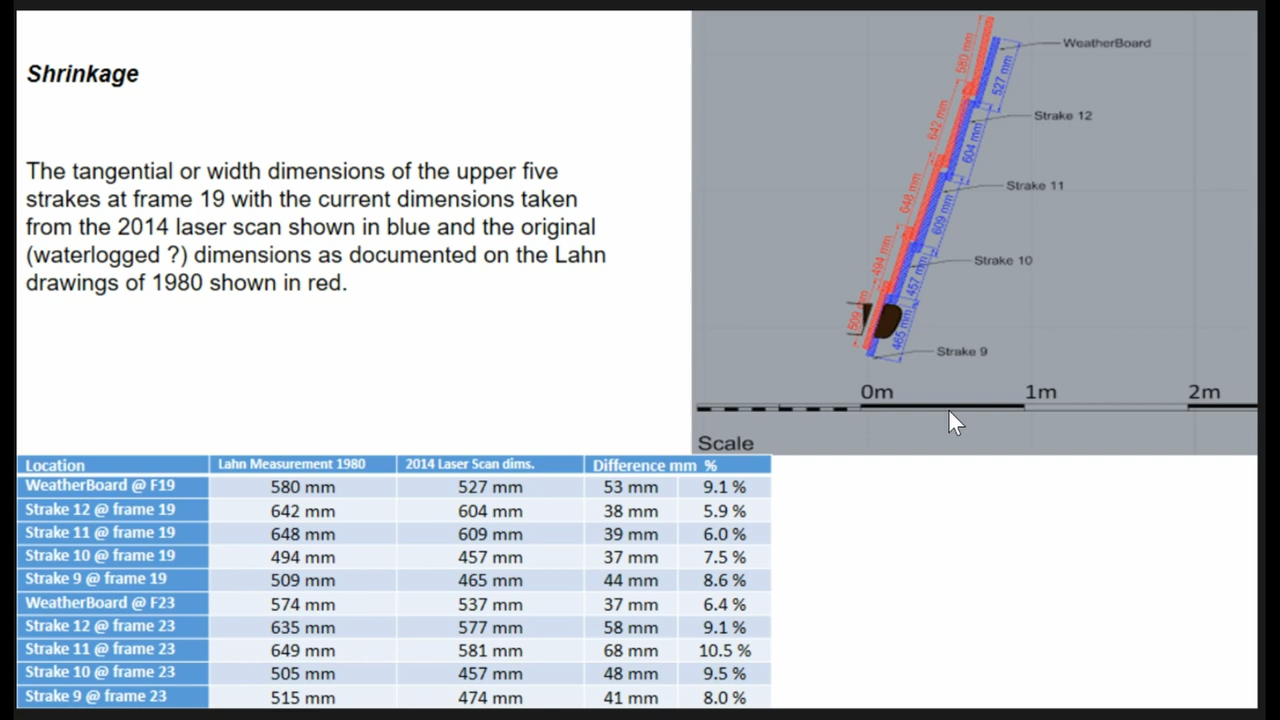 Shrinkage
The tangential or width dimensions of the upper five
strakes at frame 19 with the current dimensions taken
from the 2014 laser scan shown in blue and the original
(waterlogged ?) dimensions as documented on the Lahn
drawings of 1980 shown in red.
WeatherBoard
580 mm
527 mm
Strake 12
642 mm
604 mm
Strake 11
648 mm
609 mm
Strake 10
494 mm
457 mm
509 mm
465 mm
Strake 9
0m 1m 2m
Scale
Location Lahn Measurement 1980 2014 Laser Scan dims. Difference mm %
WeatherBoard @ F19 580 mm 527 mm 53 mm 9.1 %
Strake 12 @ frame 19 642 mm 604 mm 38 mm 5.9 %
Strake 11 @ frame 19 648 mm 609 mm 39 mm 6.0 %
Strake 10 @ frame 19 494 mm 457 mm 37 mm 7.5 %
Strake 9 @ frame 19 509 mm 465 mm 44 mm 8.6 %
WeatherBoard @ F23 574 mm 537 mm 37 mm 6.4 %
Strake 12 @ frame 23 635 mm 577 mm 58 mm 9.1 %
Strake 11 @ frame 23 649 mm 581 mm 68 mm 10.5 %
Strake 10 @ frame 23 505 mm 457 mm 48 mm 9.5 %
Strake 9 @ frame 23 515 mm 474 mm 41 mm 8.0 %